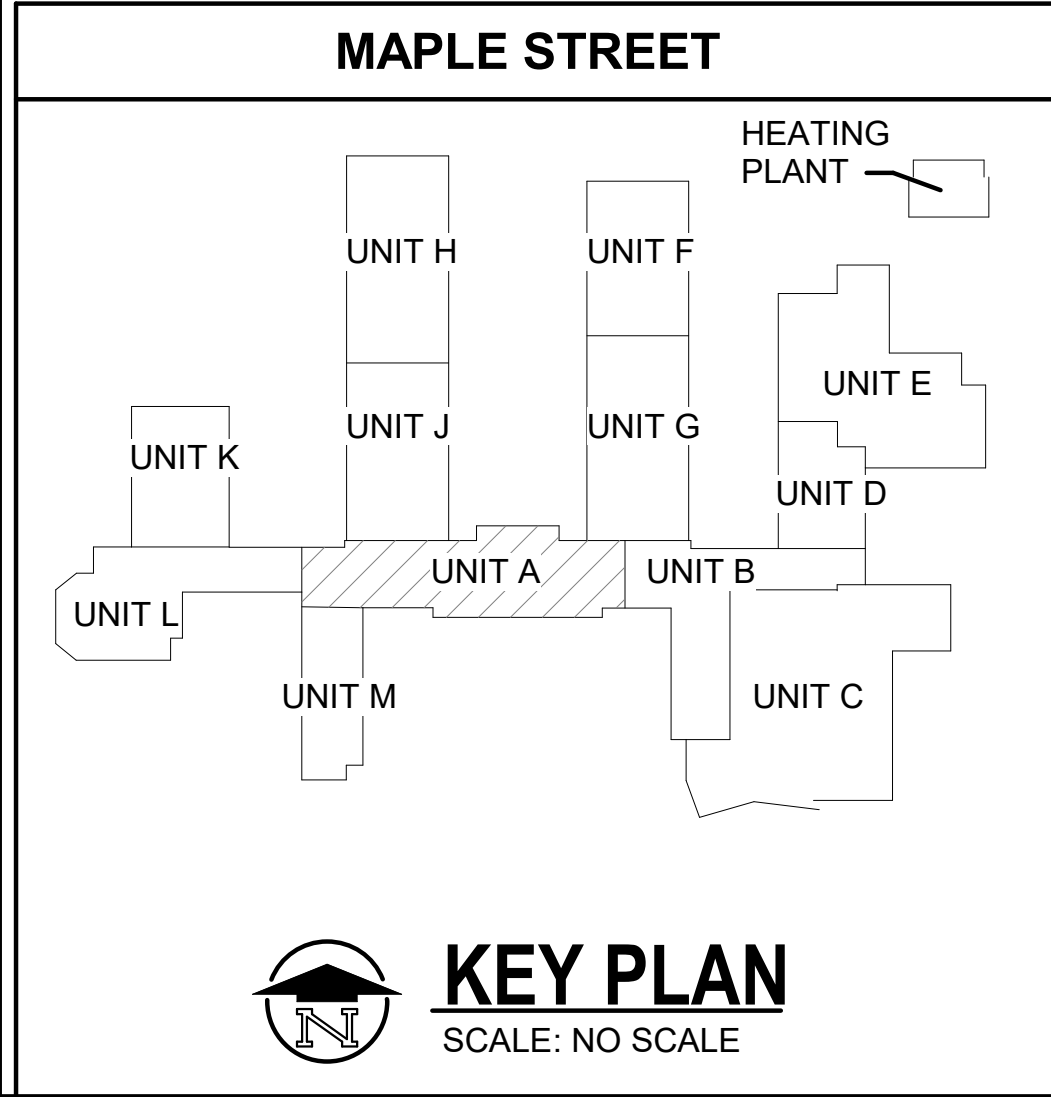 MAPLE STREET
HEATING
PLANT
UNIT H
UNIT F
UNIT E
UNIT J
UNIT G
UNIT K
UNIT D
UNIT A
UNIT B
UNIT L
UNIT M
UNIT C
N
KEY PLAN
SCALE: NO SCALE